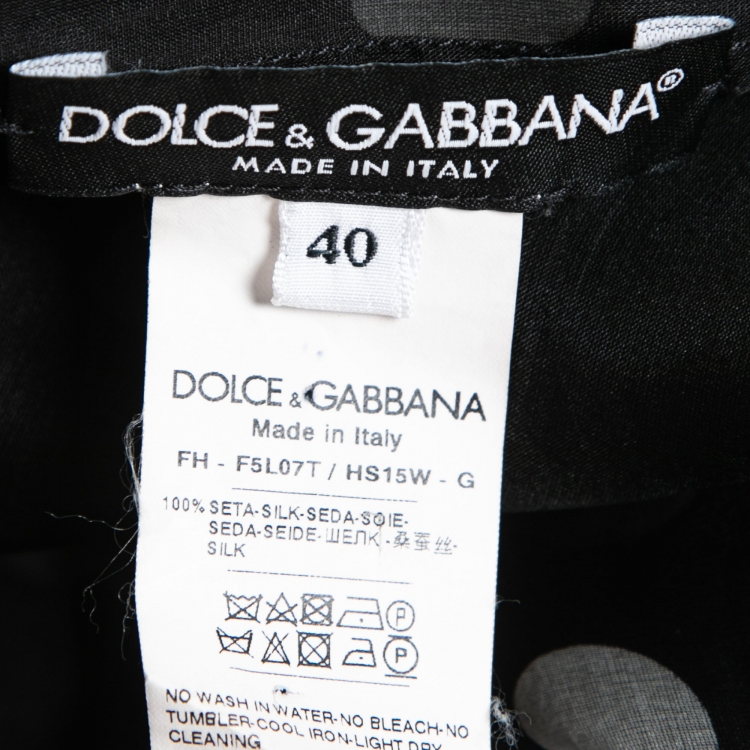 DOLCE & GABBANA®
MADE IN ITALY
40
DOLCE & GABBANA
Made in Italy
FH - F5L07T / HS15W - G
100% SETA-SILK-SEDA-SOIE-
SEDA-SEIDE-ШЕЛК-桑蚕丝-
SILK
P
P
NO WASH IN WATER-NO BLEACH-NO
TUMBLER-COOL IRON-LIGHT DRY
CLEANING